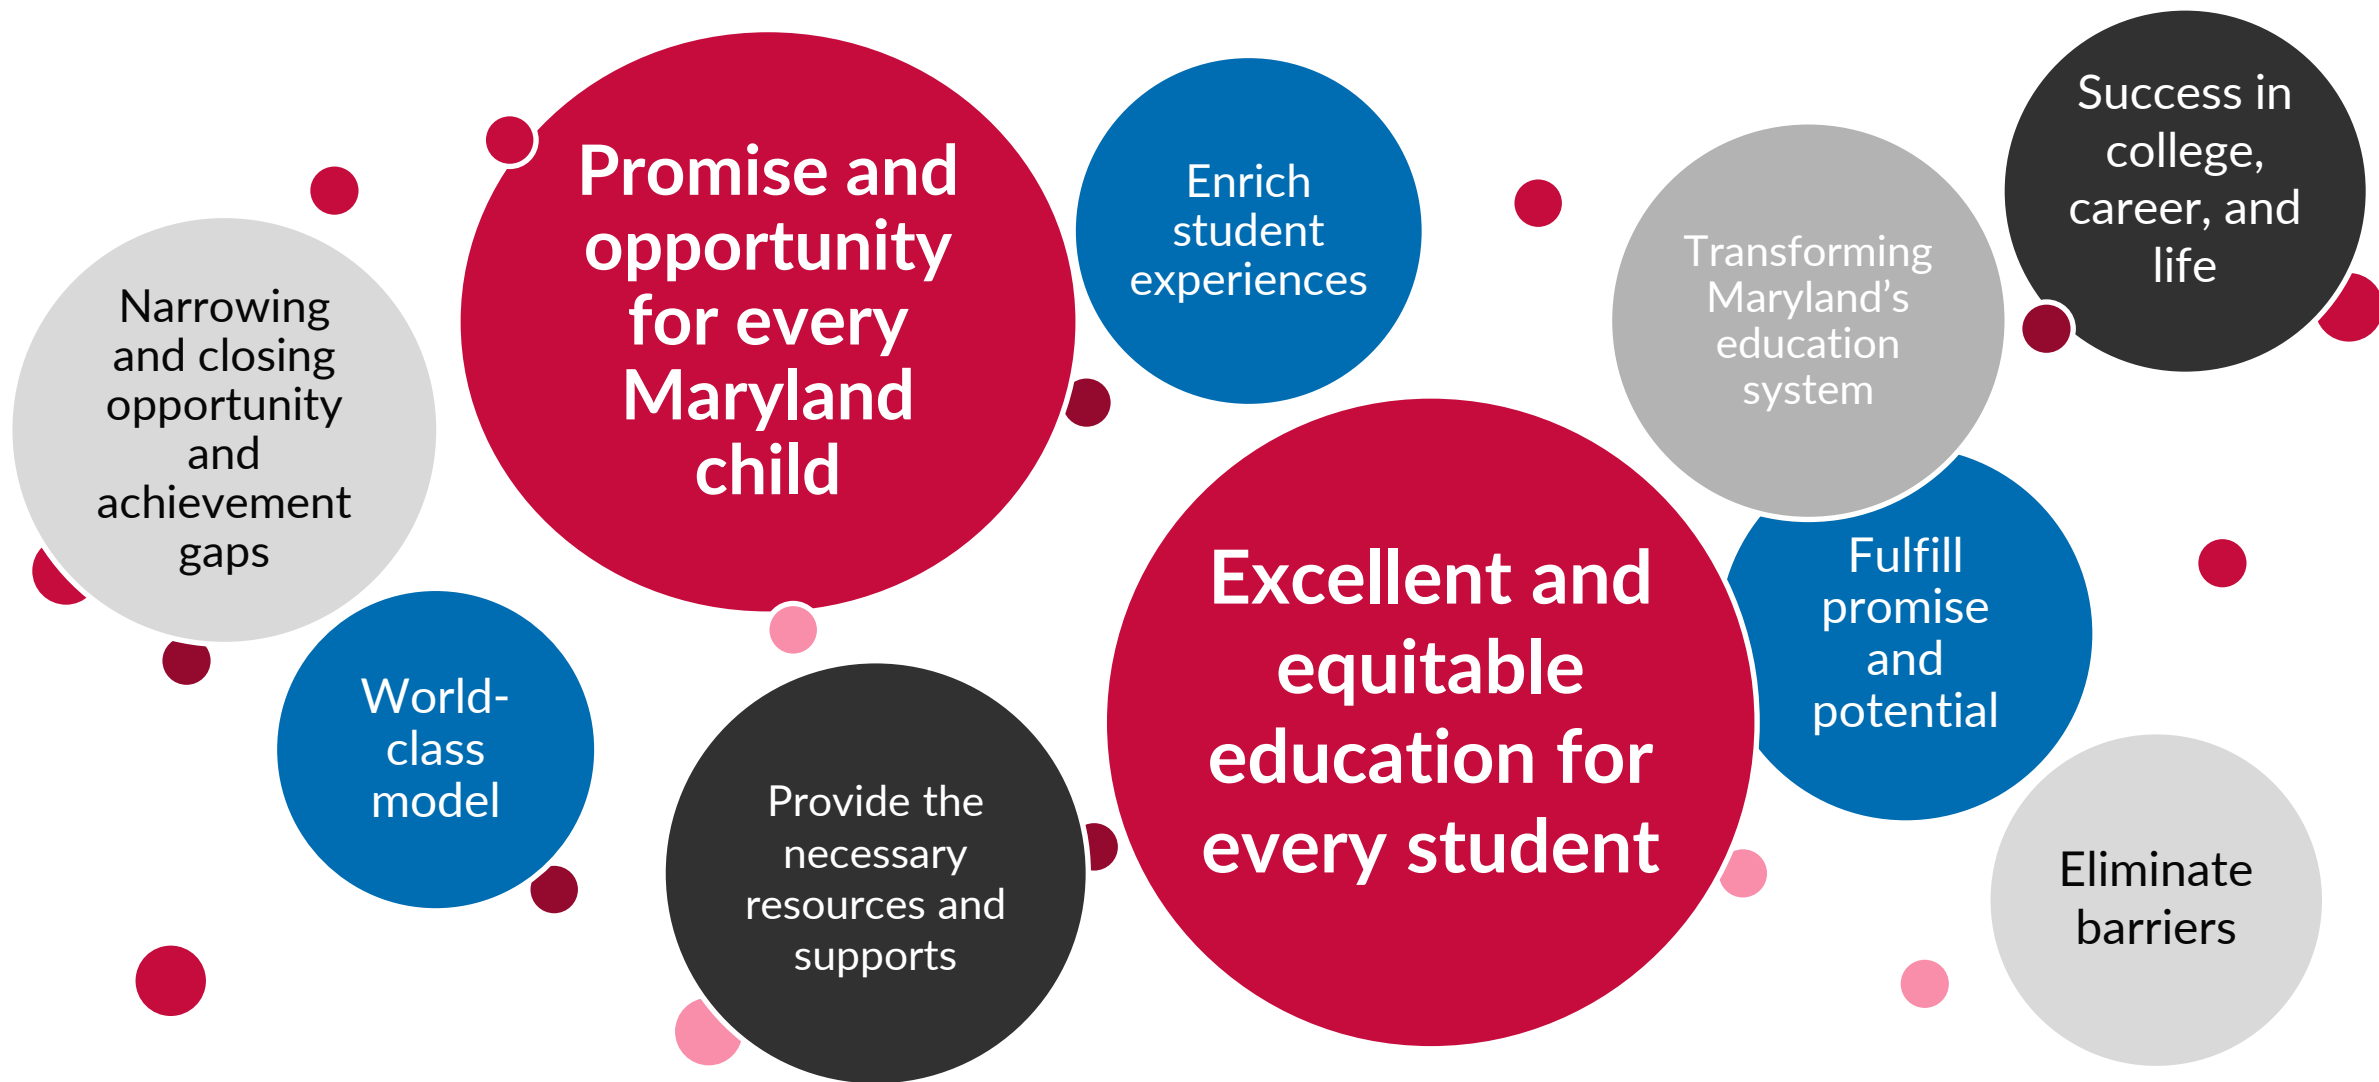 Narrowing
and closing
opportunity
and
achievement
gaps
Promise and
opportunity
for every
Maryland
child
Enrich
student
experiences
Transforming
Maryland’s
education
system
Success in
college,
career, and
life
World-
class
model
Provide the
necessary
resources and
supports
Excellent and
equitable
education for
every student
Fulfill
promise
and
potential
Eliminate
barriers